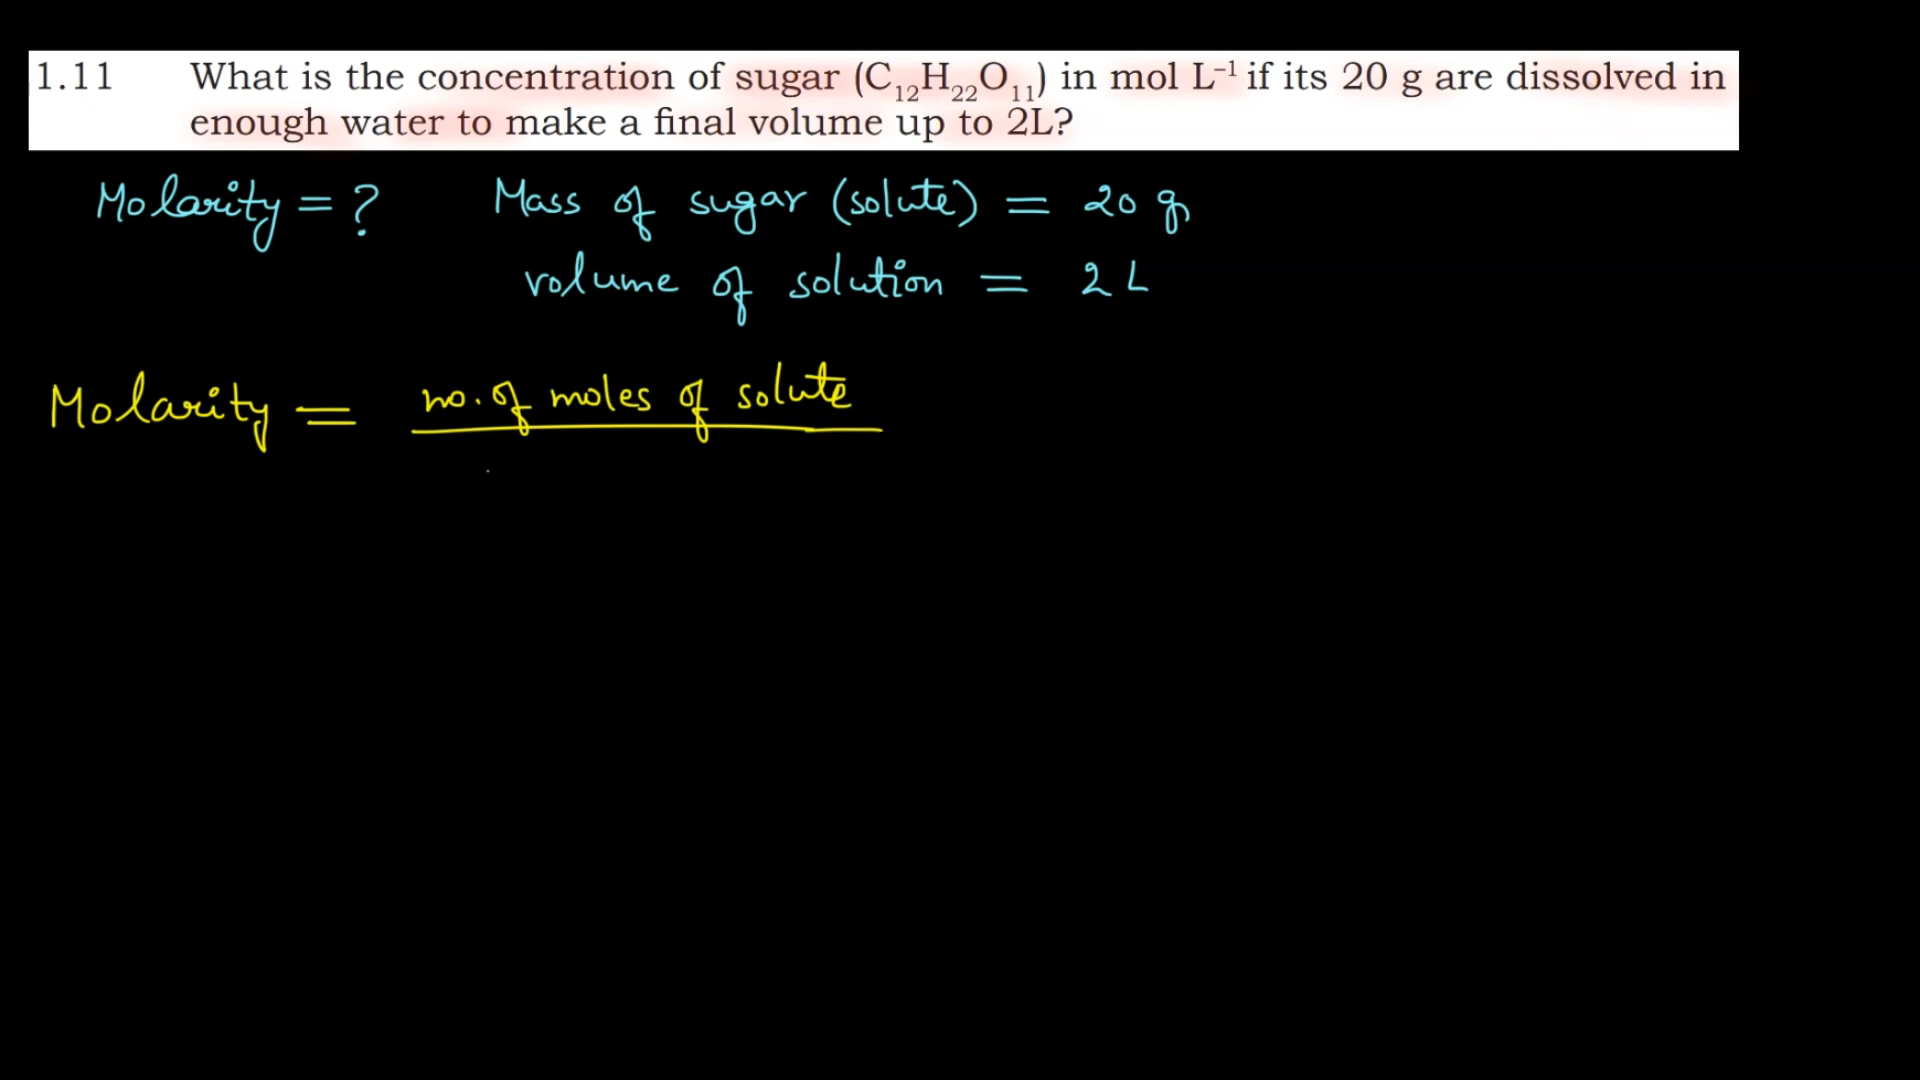 1.11 What is the concentration of sugar (C₁₂H₂₂O₁₁) in mol L⁻¹ if its 20 g are dissolved in
enough water to make a final volume up to 2L?
Molarity = ? Mass of sugar (solute) = 20 g
volume of solution = 2 L
Molarity = no. of moles of solute